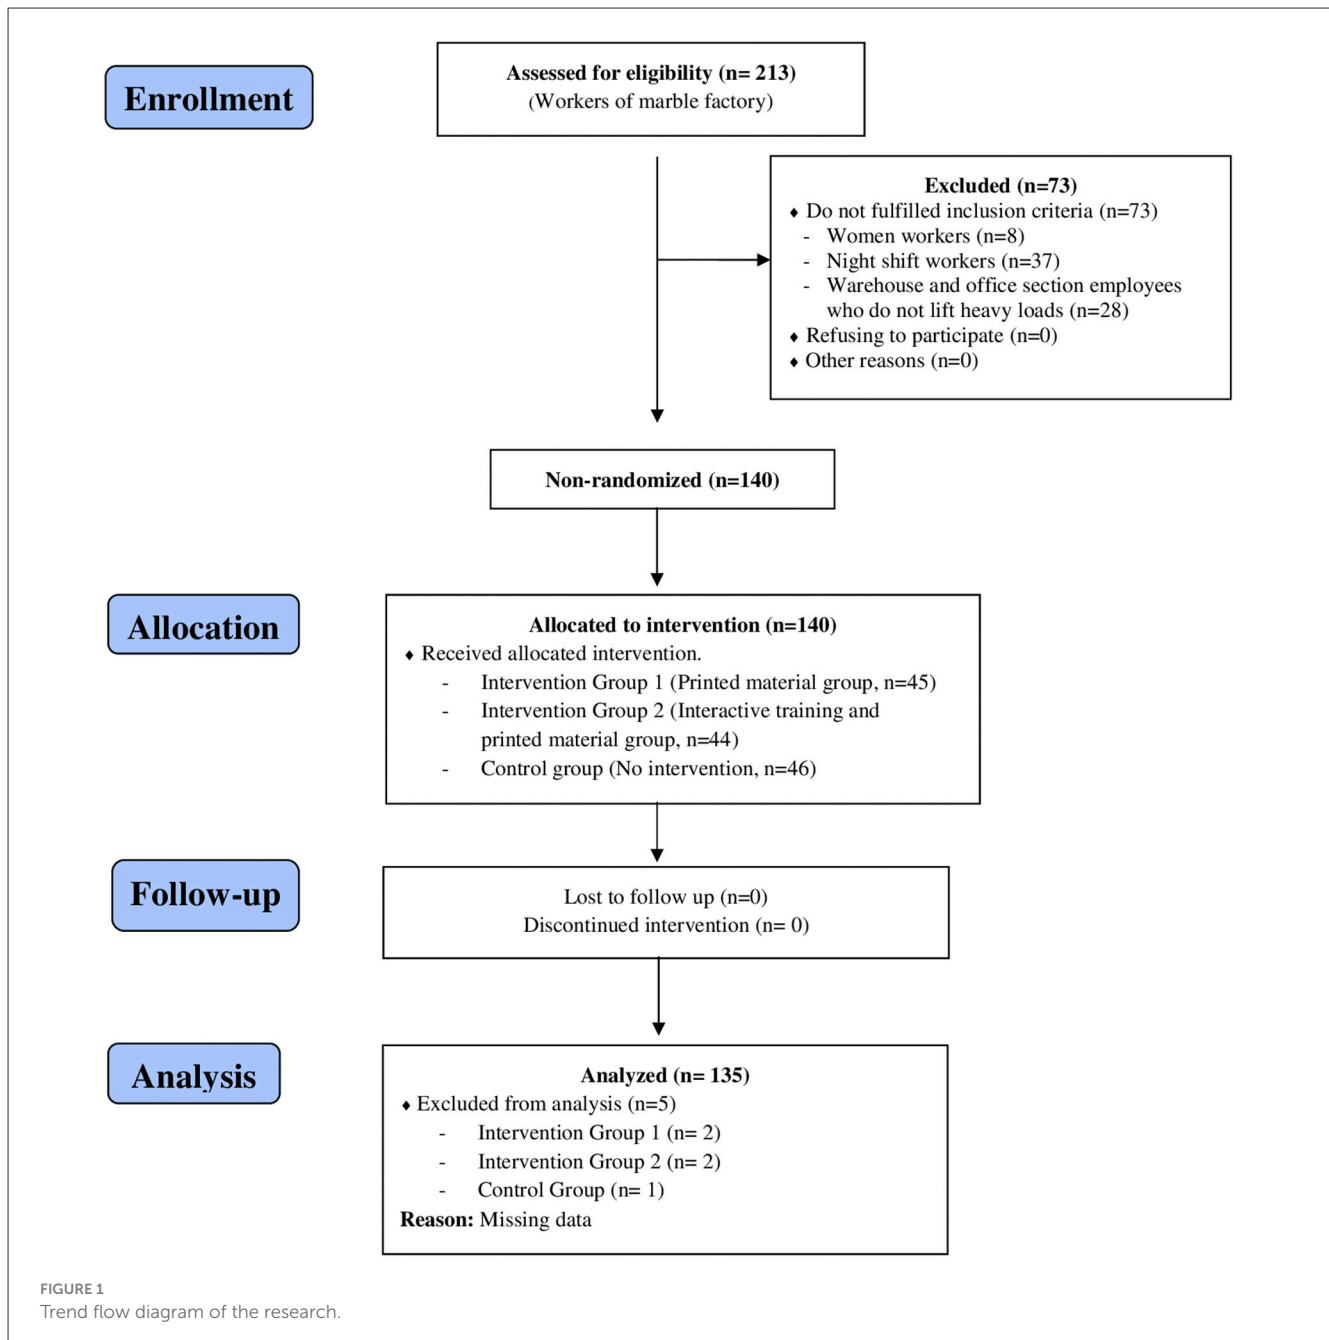 Enrollment
Assessed for eligibility (n= 213)
(Workers of marble factory)
Excluded (n=73)
♦ Do not fulfilled inclusion criteria (n=73)
- Women workers (n=8)
- Night shift workers (n=37)
- Warehouse and office section employees
who do not lift heavy loads (n=28)
♦ Refusing to participate (n=0)
♦ Other reasons (n=0)
Non-randomized (n=140)
Allocation
Allocated to intervention (n=140)
♦ Received allocated intervention.
- Intervention Group 1 (Printed material group, n=45)
- Intervention Group 2 (Interactive training and
printed material group, n=44)
- Control group (No intervention, n=46)
Follow-up
Lost to follow up (n=0)
Discontinued intervention (n= 0)
Analysis
Analyzed (n= 135)
♦ Excluded from analysis (n=5)
- Intervention Group 1 (n= 2)
- Intervention Group 2 (n= 2)
- Control Group (n= 1)
Reason: Missing data
FIGURE 1
Trend flow diagram of the research.